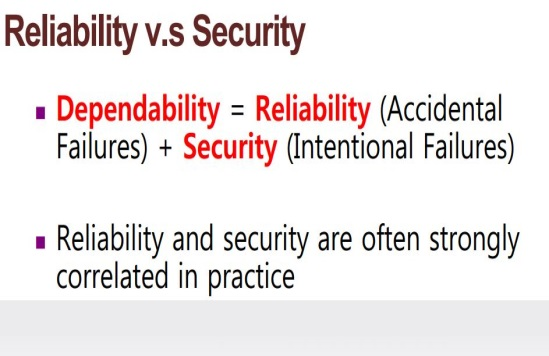 Reliability v.s Security
Dependability = Reliability (Accidental
Failures) + Security (Intentional Failures)
Reliability and security are often strongly
correlated in practice